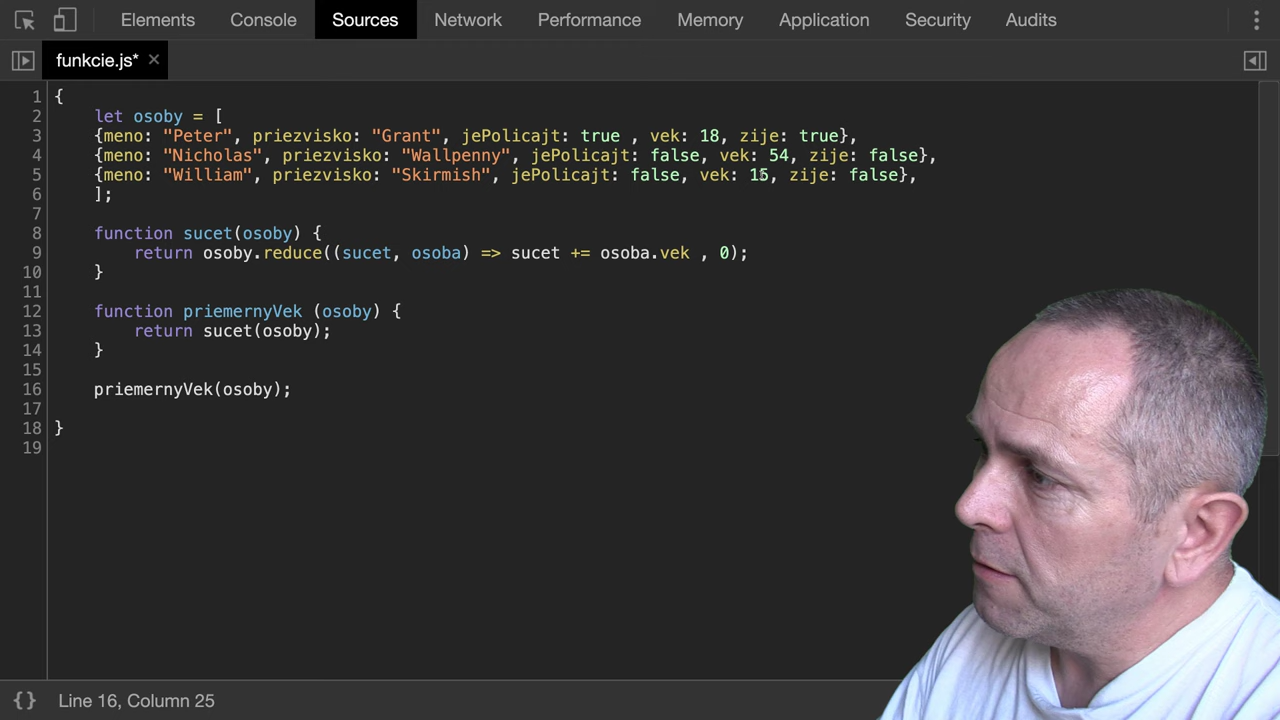 Elements Console Sources Network Performance Memory Application Security Audits
funkcie.js* ×
1 {
2 let osoby = [
3 {meno: "Peter", priezvisko: "Grant", jePolicajt: true , vek: 18, zije: true},
4 {meno: "Nicholas", priezvisko: "Wallpenny", jePolicajt: false, vek: 54, zije: false},
5 {meno: "William", priezvisko: "Skirmish", jePolicajt: false, vek: 15, zije: false},
6 ];
7
8 function sucet(osoby) {
9 return osoby.reduce((sucet, osoba) => sucet += osoba.vek , 0);
10 }
11
12 function priemernyVek (osoby) {
13 return sucet(osoby);
14 }
15
16 priemernyVek(osoby);
17
18 }
19
{} Line 16, Column 25